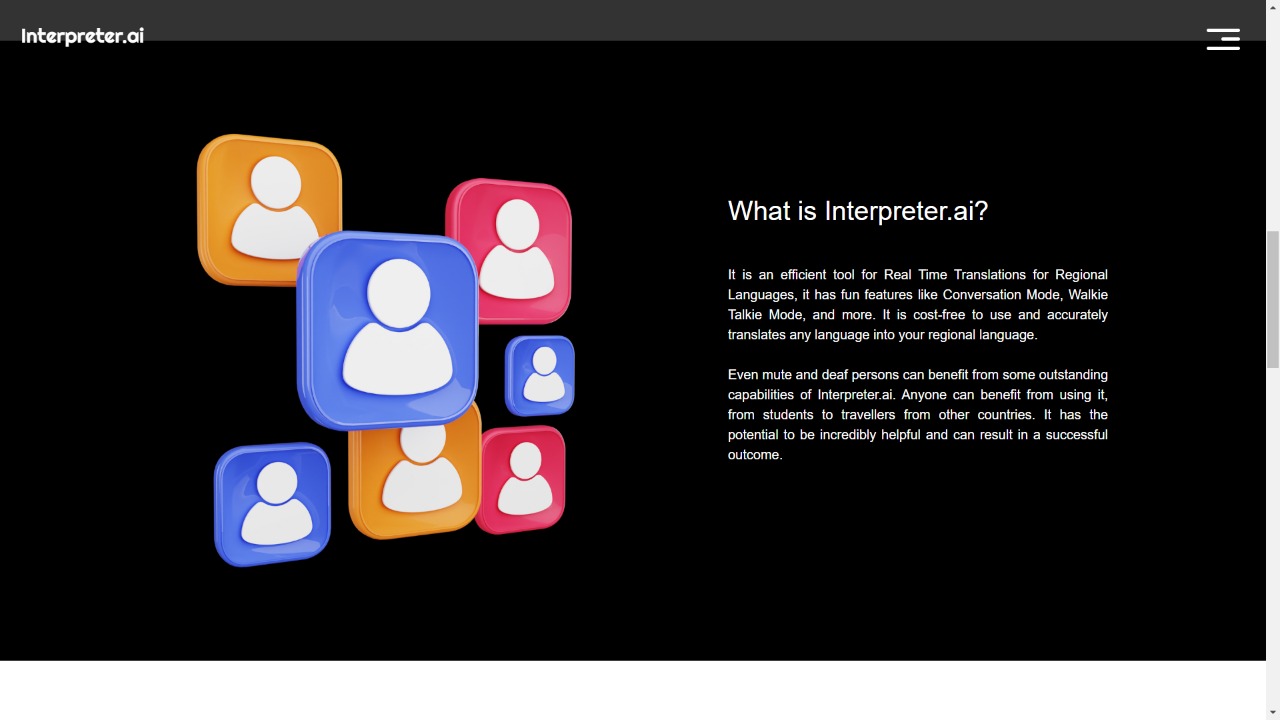 Interpreter.ai
What is Interpreter.ai?
It is an efficient tool for Real Time Translations for Regional
Languages, it has fun features like Conversation Mode, Walkie
Talkie Mode, and more. It is cost-free to use and accurately
translates any language into your regional language.
Even mute and deaf persons can benefit from some outstanding
capabilities of Interpreter.ai. Anyone can benefit from using it,
from students to travellers from other countries. It has the
potential to be incredibly helpful and can result in a successful
outcome.